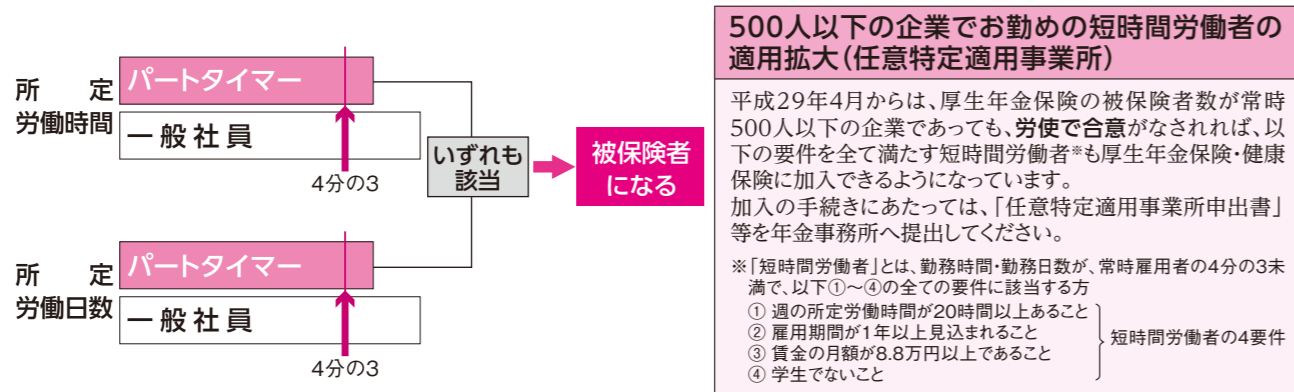 所定
労働時間
パートタイマー
一般社員
4分の3
所定
労働日数
パートタイマー
一般社員
4分の3
いずれも
該当
被保険者
になる
500人以下の企業でお勤めの短時間労働者の
適用拡大(任意特定適用事業所)
平成29年4月からは、厚生年金保険の被保険者数が常時
500人以下の企業であっても、労使で合意がなされれば、以
下の要件を全て満たす短時間労働者※も厚生年金保険・健康
保険に加入できるようになっています。
加入の手続きにあたっては、「任意特定適用事業所申出書」
等を年金事務所へ提出してください。
※「短時間労働者」とは、勤務時間・勤務日数が、常時雇用者の4分の3未
満で、以下①~④の全ての要件に該当する方
① 週の所定労働時間が20時間以上あること
② 雇用期間が1年以上見込まれること
③ 賃金の月額が8.8万円以上であること
④ 学生でないこと
短時間労働者の4要件